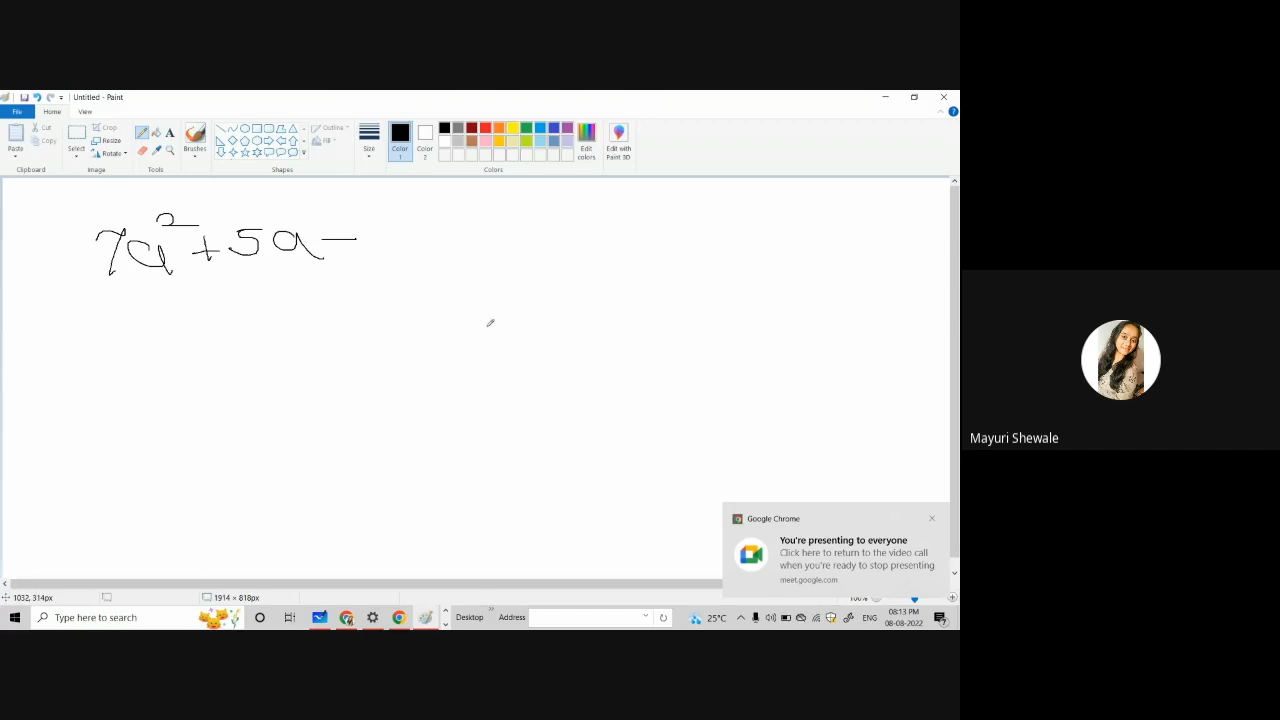 Untitled - Paint
File Home View
Paste
Cut
Copy
Clipboard
Select
Crop
Resize
Rotate
Image
Tools
Brushes
Outline
Fill
Shapes
Size
Color 1
Color 2
Edit colors
Colors
Edit with Paint 3D
7a² + 5a –
Mayuri Shewale
Google Chrome
You're presenting to everyone
Click here to return to the video call
when you're ready to stop presenting
meet.google.com
1032, 314px
1914 × 818px
100%
Type here to search
Desktop
Address
25°C
ENG
08:13 PM
08-08-2022
7